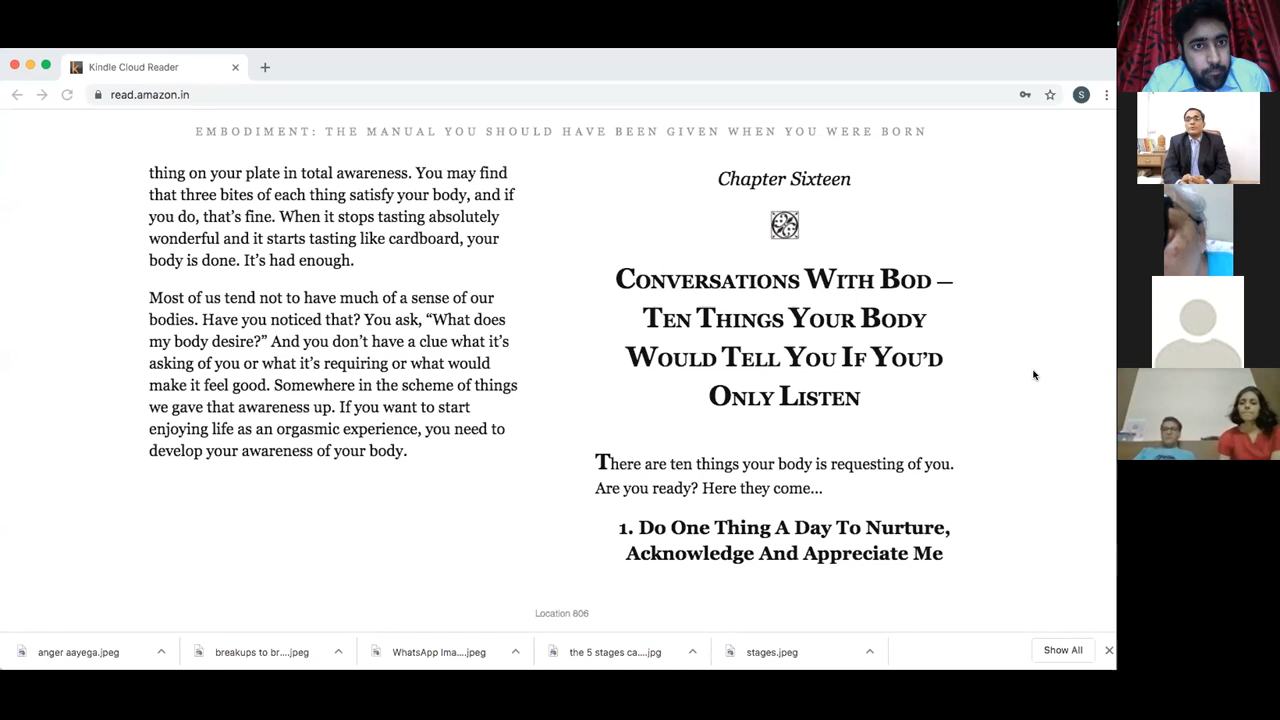 Kindle Cloud Reader
read.amazon.in
S
EMBODIMENT: THE MANUAL YOU SHOULD HAVE BEEN GIVEN WHEN YOU WERE BORN
thing on your plate in total awareness. You may find
that three bites of each thing satisfy your body, and if
you do, that’s fine. When it stops tasting absolutely
wonderful and it starts tasting like cardboard, your
body is done. It’s had enough.
Most of us tend not to have much of a sense of our
bodies. Have you noticed that? You ask, “What does
my body desire?” And you don’t have a clue what it’s
asking of you or what it’s requiring or what would
make it feel good. Somewhere in the scheme of things
we gave that awareness up. If you want to start
enjoying life as an orgasmic experience, you need to
develop your awareness of your body.
Chapter Sixteen
CONVERSATIONS WITH BOD –
TEN THINGS YOUR BODY
WOULD TELL YOU IF YOU’D
ONLY LISTEN
There are ten things your body is requesting of you.
Are you ready? Here they come...
1. Do One Thing A Day To Nurture,
Acknowledge And Appreciate Me
Location 806
anger aayega.jpeg
breakups to br....jpeg
WhatsApp Ima....jpeg
the 5 stages ca....jpg
stages.jpeg
Show All